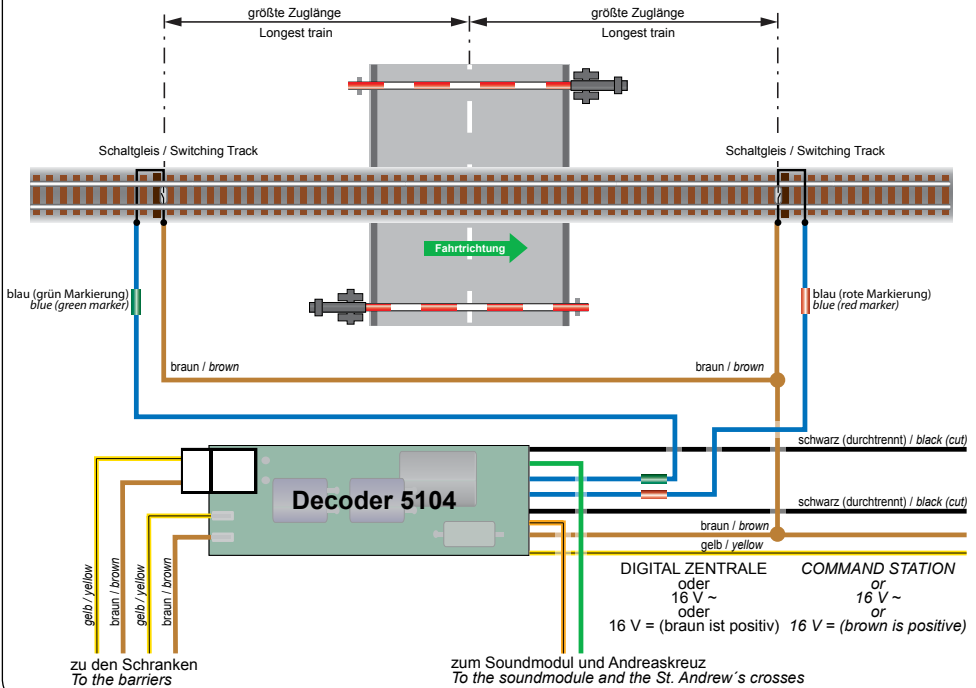 größte Zuglänge
Longest train
größte Zuglänge
Longest train
Schaltgleis / Switching Track
Schaltgleis / Switching Track
Fahrtrichtung
blau (grün Markierung)
blue (green marker)
blau (rote Markierung)
blue (red marker)
braun / brown
braun / brown
schwarz (durchtrennt) / black (cut)
Decoder 5104
schwarz (durchtrennt) / black (cut)
braun / brown
gelb / yellow
gelb / yellow
braun / brown
gelb / yellow
braun / brown
DIGITAL ZENTRALE
oder
16 V ~
oder
16 V = (braun ist positiv)
COMMAND STATION
or
16 V ~
or
16 V = (brown is positive)
zu den Schranken
To the barriers
zum Soundmodul und Andreaskreuz
To the soundmodule and the St. Andrew´s crosses